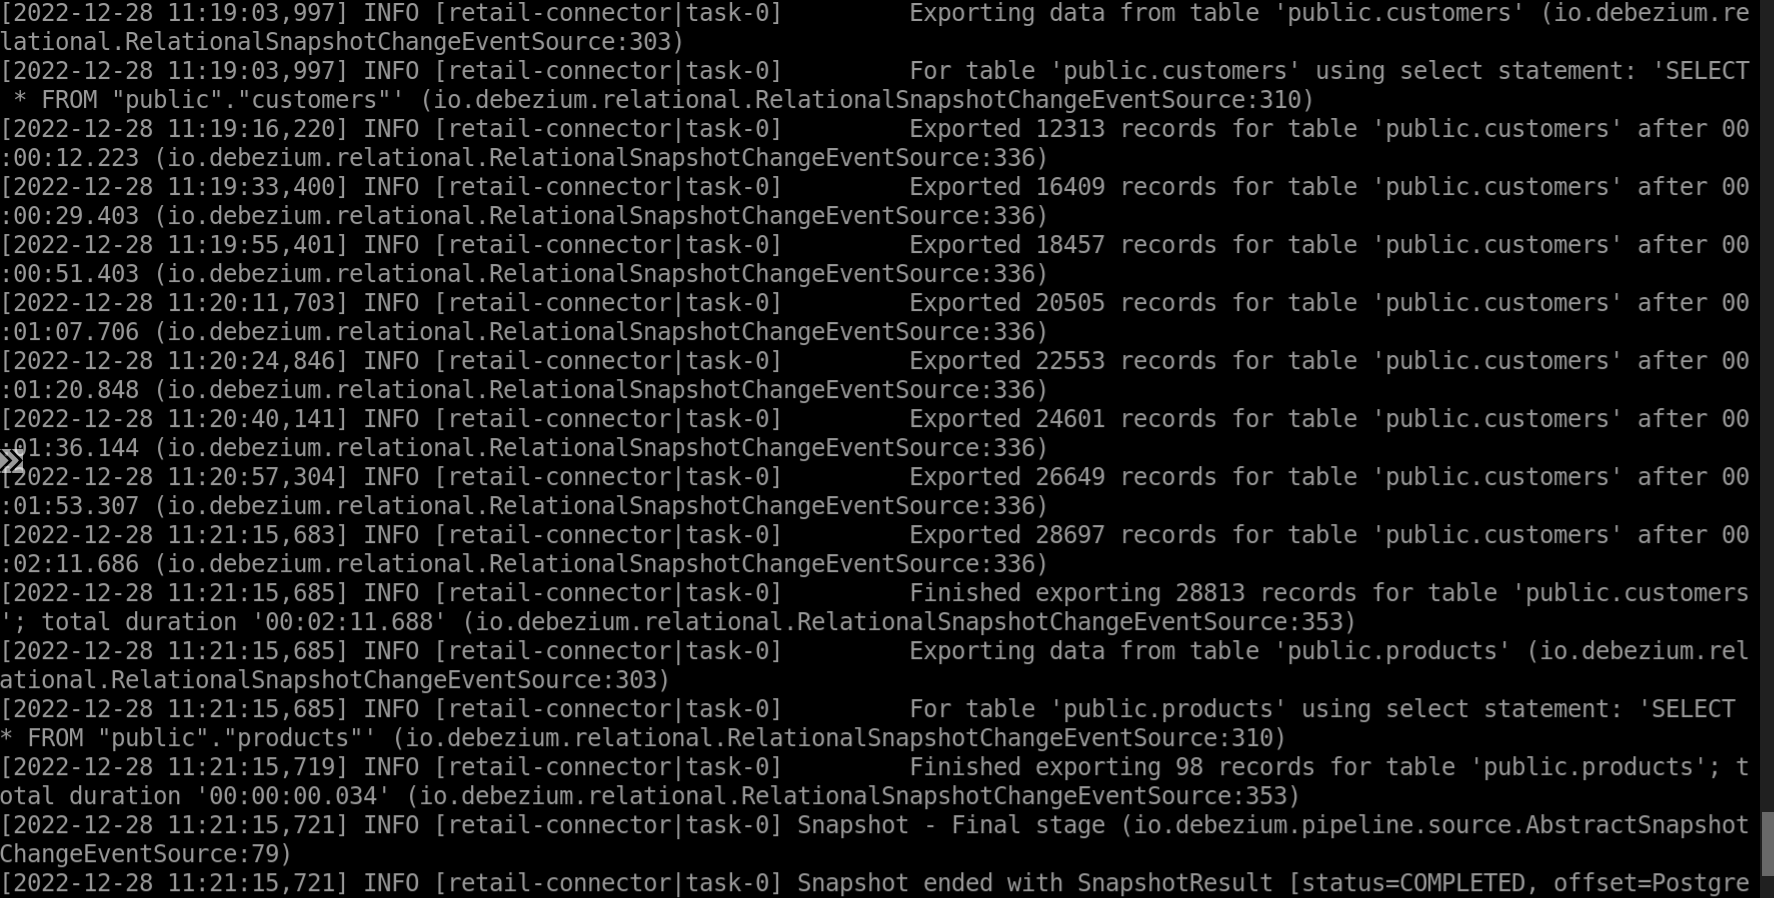 [2022-12-28 11:19:03,997] INFO [retail-connector|task-0]         Exporting data from table 'public.customers' (io.debezium.re
lational.RelationalSnapshotChangeEventSource:303)
[2022-12-28 11:19:03,997] INFO [retail-connector|task-0]         For table 'public.customers' using select statement: 'SELECT
 * FROM "public"."customers"' (io.debezium.relational.RelationalSnapshotChangeEventSource:310)
[2022-12-28 11:19:16,220] INFO [retail-connector|task-0]         Exported 12313 records for table 'public.customers' after 00
:00:12.223 (io.debezium.relational.RelationalSnapshotChangeEventSource:336)
[2022-12-28 11:19:33,400] INFO [retail-connector|task-0]         Exported 16409 records for table 'public.customers' after 00
:00:29.403 (io.debezium.relational.RelationalSnapshotChangeEventSource:336)
[2022-12-28 11:19:55,401] INFO [retail-connector|task-0]         Exported 18457 records for table 'public.customers' after 00
:00:51.403 (io.debezium.relational.RelationalSnapshotChangeEventSource:336)
[2022-12-28 11:20:11,703] INFO [retail-connector|task-0]         Exported 20505 records for table 'public.customers' after 00
:01:07.706 (io.debezium.relational.RelationalSnapshotChangeEventSource:336)
[2022-12-28 11:20:24,846] INFO [retail-connector|task-0]         Exported 22553 records for table 'public.customers' after 00
:01:20.848 (io.debezium.relational.RelationalSnapshotChangeEventSource:336)
[2022-12-28 11:20:40,141] INFO [retail-connector|task-0]         Exported 24601 records for table 'public.customers' after 00
:01:36.144 (io.debezium.relational.RelationalSnapshotChangeEventSource:336)
[2022-12-28 11:20:57,304] INFO [retail-connector|task-0]         Exported 26649 records for table 'public.customers' after 00
:01:53.307 (io.debezium.relational.RelationalSnapshotChangeEventSource:336)
[2022-12-28 11:21:15,683] INFO [retail-connector|task-0]         Exported 28697 records for table 'public.customers' after 00
:02:11.686 (io.debezium.relational.RelationalSnapshotChangeEventSource:336)
[2022-12-28 11:21:15,685] INFO [retail-connector|task-0]         Finished exporting 28813 records for table 'public.customers
'; total duration '00:02:11.688' (io.debezium.relational.RelationalSnapshotChangeEventSource:353)
[2022-12-28 11:21:15,685] INFO [retail-connector|task-0]         Exporting data from table 'public.products' (io.debezium.rel
ational.RelationalSnapshotChangeEventSource:303)
[2022-12-28 11:21:15,685] INFO [retail-connector|task-0]         For table 'public.products' using select statement: 'SELECT
* FROM "public"."products"' (io.debezium.relational.RelationalSnapshotChangeEventSource:310)
[2022-12-28 11:21:15,719] INFO [retail-connector|task-0]         Finished exporting 98 records for table 'public.products'; t
otal duration '00:00:00.034' (io.debezium.relational.RelationalSnapshotChangeEventSource:353)
[2022-12-28 11:21:15,721] INFO [retail-connector|task-0] Snapshot - Final stage (io.debezium.pipeline.source.AbstractSnapshot
ChangeEventSource:79)
[2022-12-28 11:21:15,721] INFO [retail-connector|task-0] Snapshot ended with SnapshotResult [status=COMPLETED, offset=Postgre